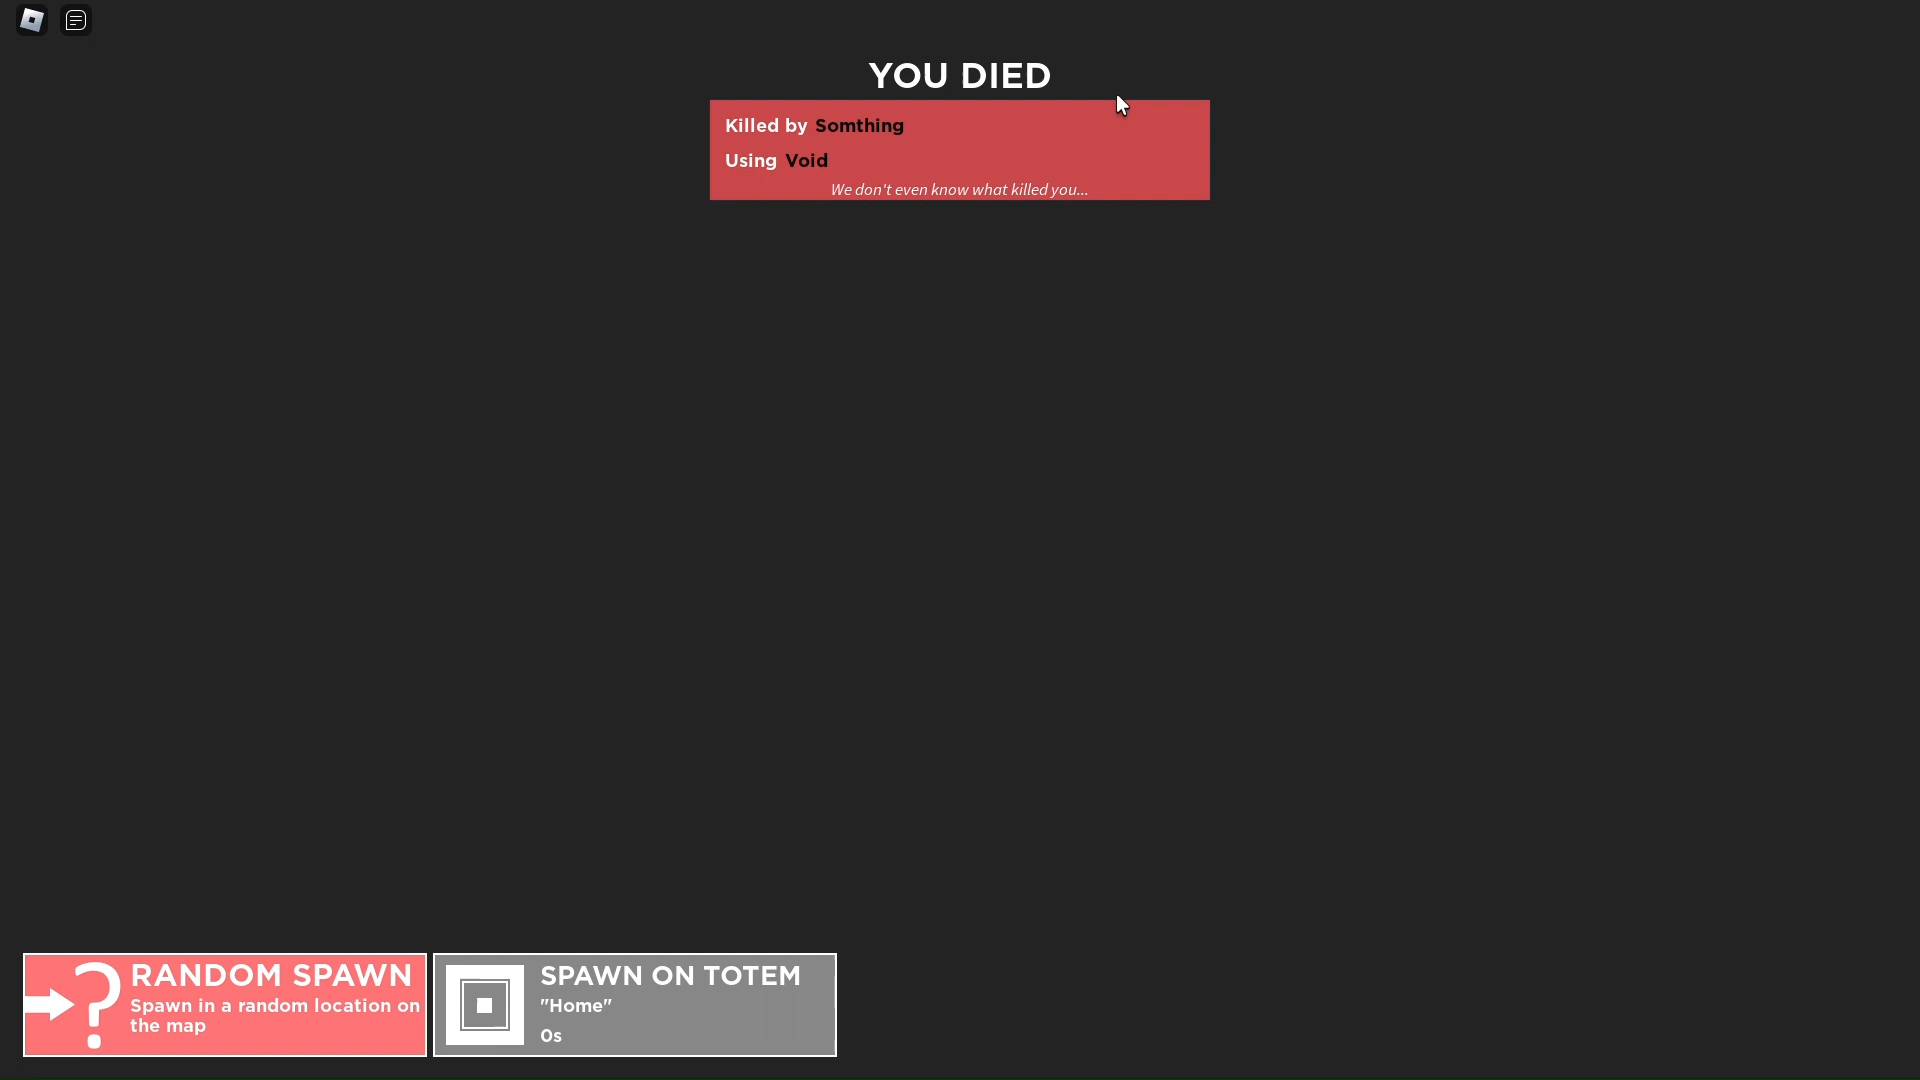 YOU DIED
Killed by Somthing
Using Void
We don't even know what killed you...
RANDOM SPAWN
Spawn in a random location on
the map
SPAWN ON TOTEM
"Home"
0s